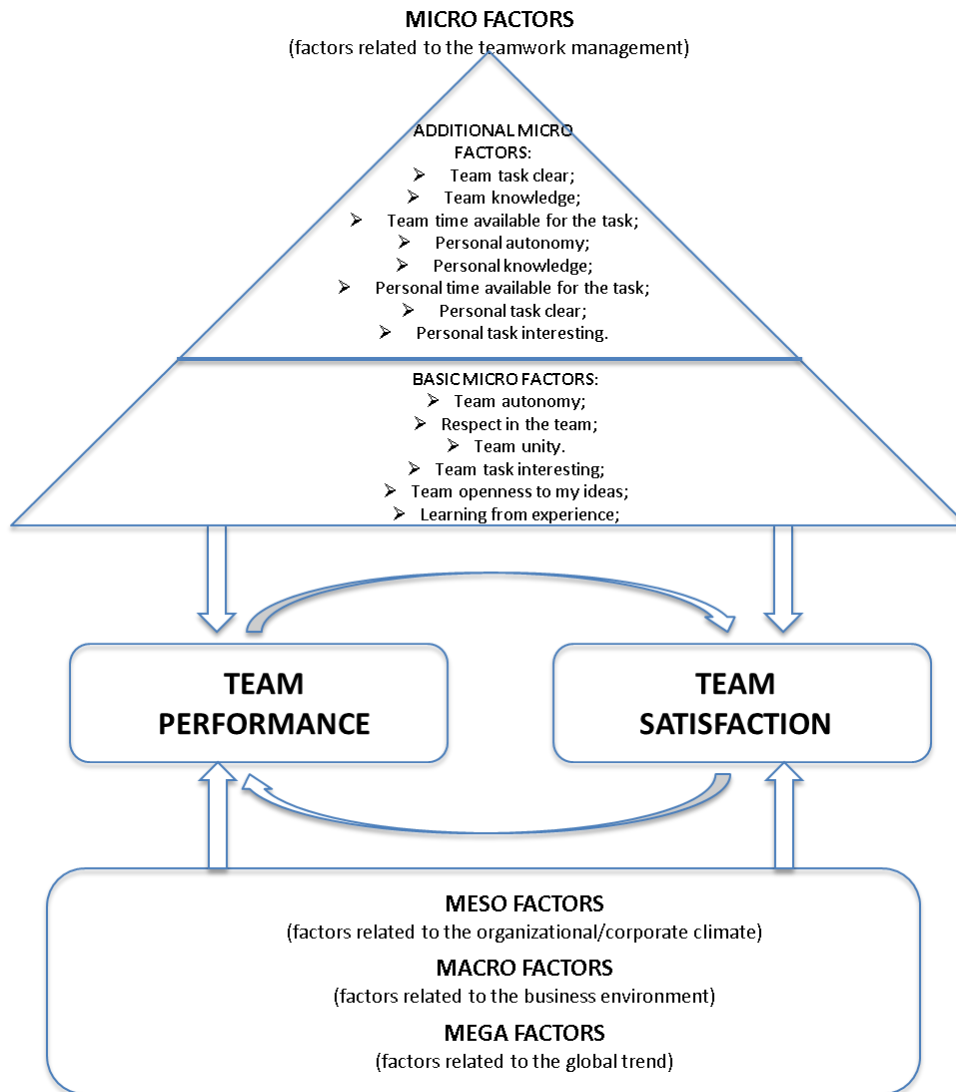 MICRO FACTORS
(factors related to the teamwork management)
ADDITIONAL MICRO
FACTORS:
➢ Team task clear;
➢ Team knowledge;
➢ Team time available for the task;
➢ Personal autonomy;
➢ Personal knowledge;
➢ Personal time available for the task;
➢ Personal task clear;
➢ Personal task interesting.
BASIC MICRO FACTORS:
➢ Team autonomy;
➢ Respect in the team;
➢ Team unity.
➢ Team task interesting;
➢ Team openness to my ideas;
➢ Learning from experience;
TEAM
PERFORMANCE
TEAM
SATISFACTION
MESO FACTORS
(factors related to the organizational/corporate climate)
MACRO FACTORS
(factors related to the business environment)
MEGA FACTORS
(factors related to the global trend)